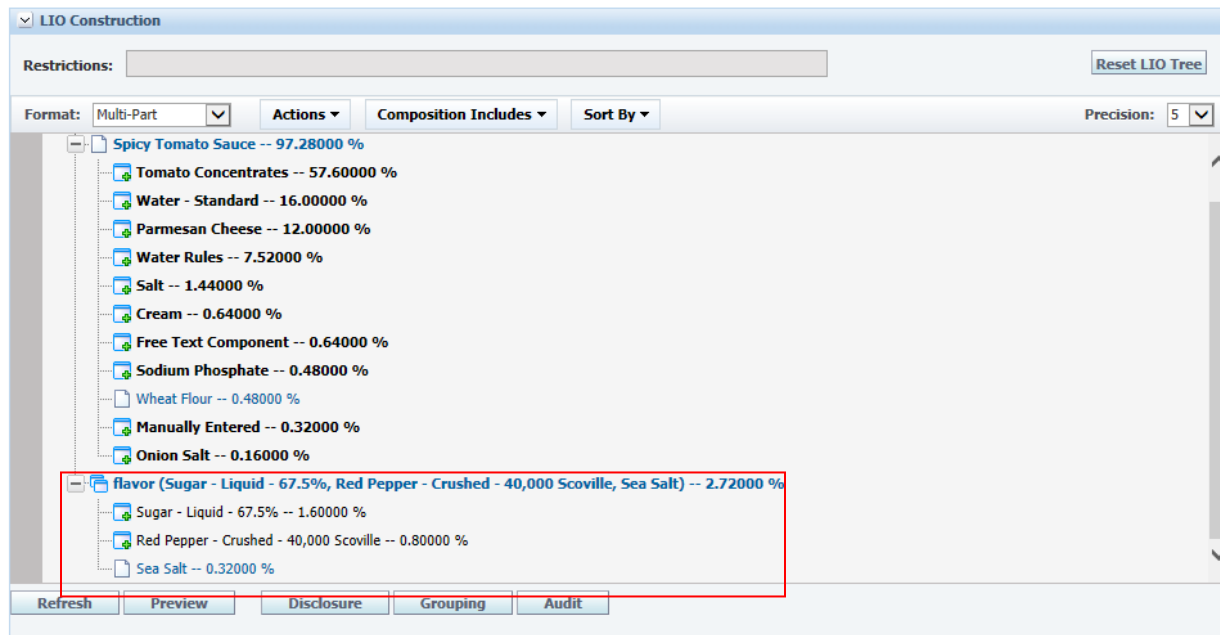 LIO Construction
Restrictions: Reset LIO Tree
Format: Multi-Part Actions Composition Includes Sort By Precision: 5
Spicy Tomato Sauce -- 97.28000 %
Tomato Concentrates -- 57.60000 %
Water - Standard -- 16.00000 %
Parmesan Cheese -- 12.00000 %
Water Rules -- 7.52000 %
Salt -- 1.44000 %
Cream -- 0.64000 %
Free Text Component -- 0.64000 %
Sodium Phosphate -- 0.48000 %
Wheat Flour -- 0.48000 %
Manually Entered -- 0.32000 %
Onion Salt -- 0.16000 %
flavor (Sugar - Liquid - 67.5%, Red Pepper - Crushed - 40,000 Scoville, Sea Salt) -- 2.72000 %
Sugar - Liquid - 67.5% -- 1.60000 %
Red Pepper - Crushed - 40,000 Scoville -- 0.80000 %
Sea Salt -- 0.32000 %
Refresh Preview Disclosure Grouping Audit